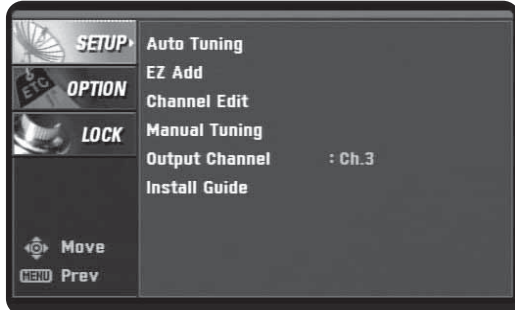 SETUP
ETC
OPTION
LOCK
Auto Tuning
EZ Add
Channel Edit
Manual Tuning
Output Channel : Ch.3
Install Guide
Move
MENU Prev